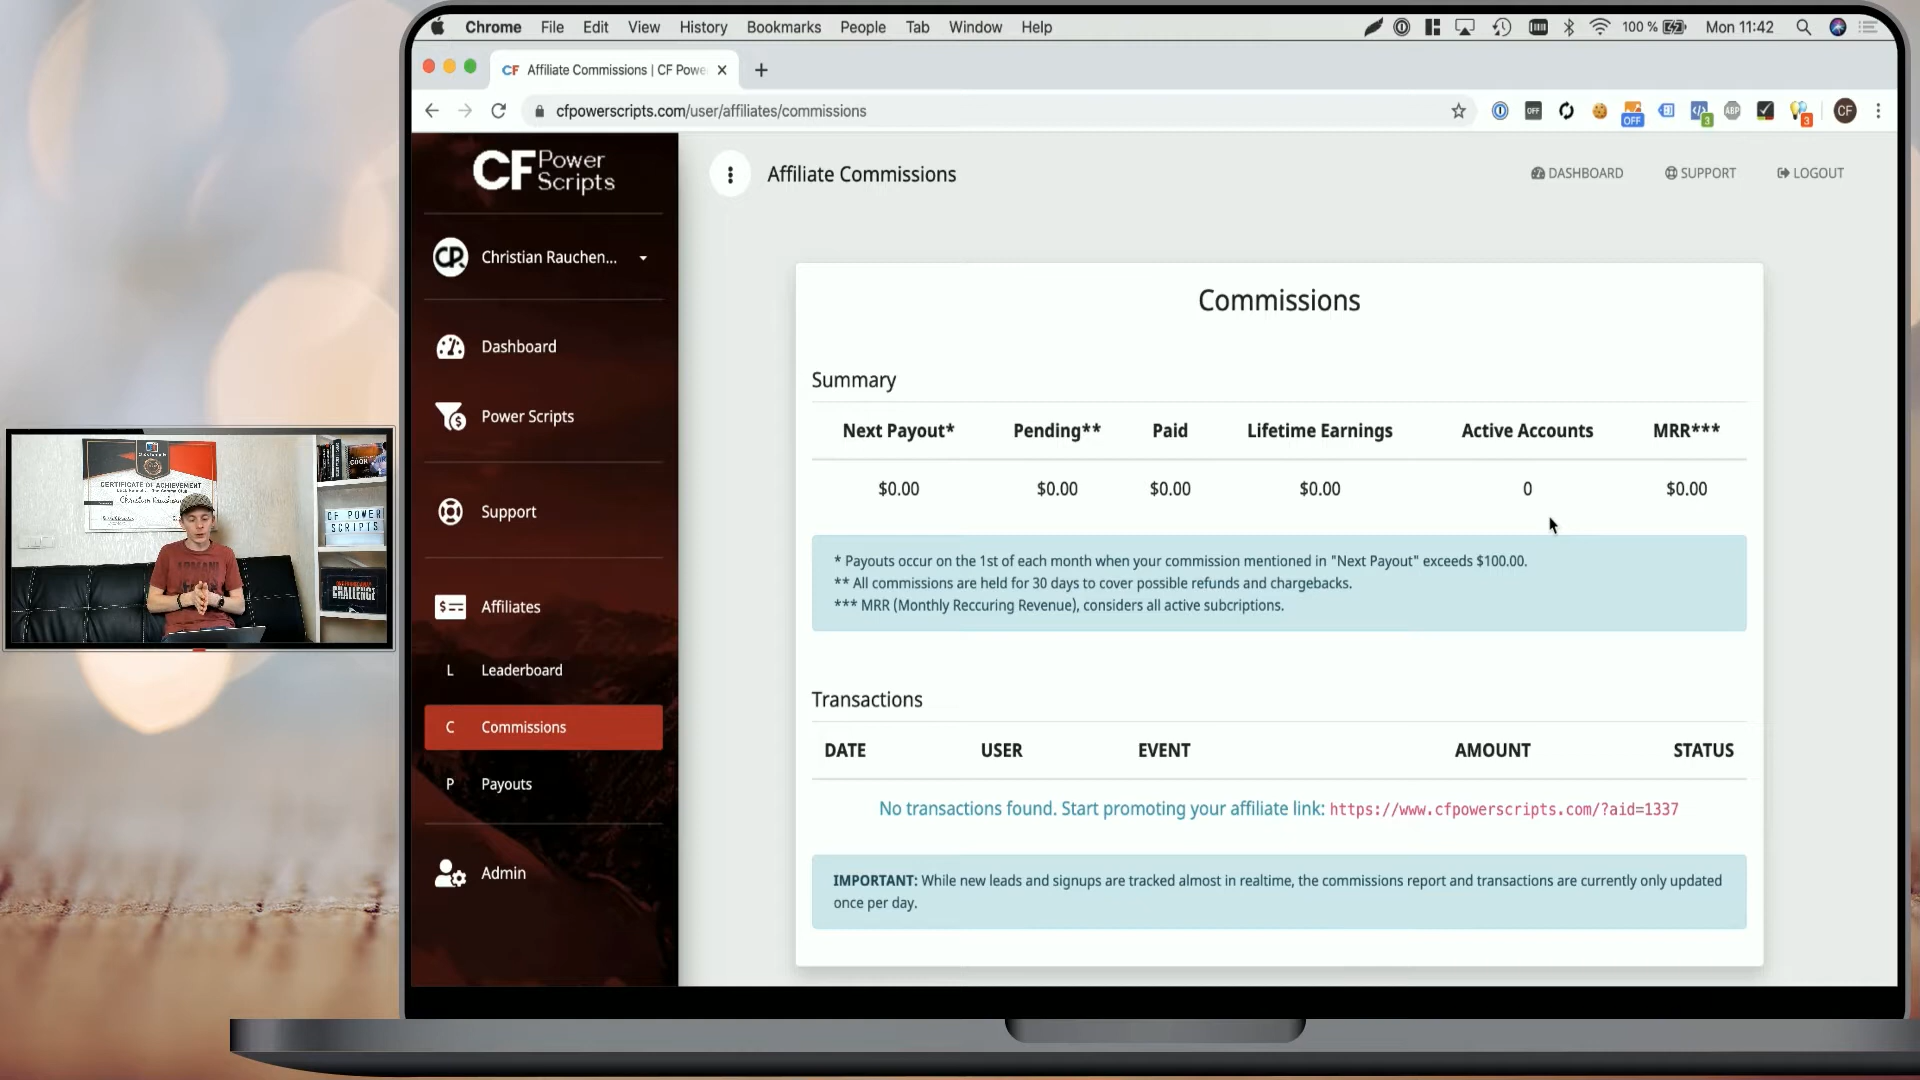 Chrome File Edit View History Bookmarks People Tab Window Help
100 % Mon 11:42
CF Affiliate Commissions | CF Powe
cfpowerscripts.com/user/affiliates/commissions
OFF
OFF
3
ABP
3
CF
CF Power Scripts
Affiliate Commissions
DASHBOARD
SUPPORT
LOGOUT
Christian Rauchen...
Dashboard
Power Scripts
Support
Affiliates
L Leaderboard
C Commissions
P Payouts
Admin
Commissions
Summary
Next Payout* Pending** Paid Lifetime Earnings Active Accounts MRR***
$0.00 $0.00 $0.00 $0.00 0 $0.00
* Payouts occur on the 1st of each month when your commission mentioned in "Next Payout" exceeds $100.00.
** All commissions are held for 30 days to cover possible refunds and chargebacks.
*** MRR (Monthly Reccuring Revenue), considers all active subcriptions.
Transactions
DATE USER EVENT AMOUNT STATUS
No transactions found. Start promoting your affiliate link: https://www.cfpowerscripts.com/?aid=1337
IMPORTANT: While new leads and signups are tracked almost in realtime, the commissions report and transactions are currently only updated
once per day.
CERTIFICATE OF ACHIEVEMENT
CF POWER
SCRIPTS
ARMANI
CHALLENGE